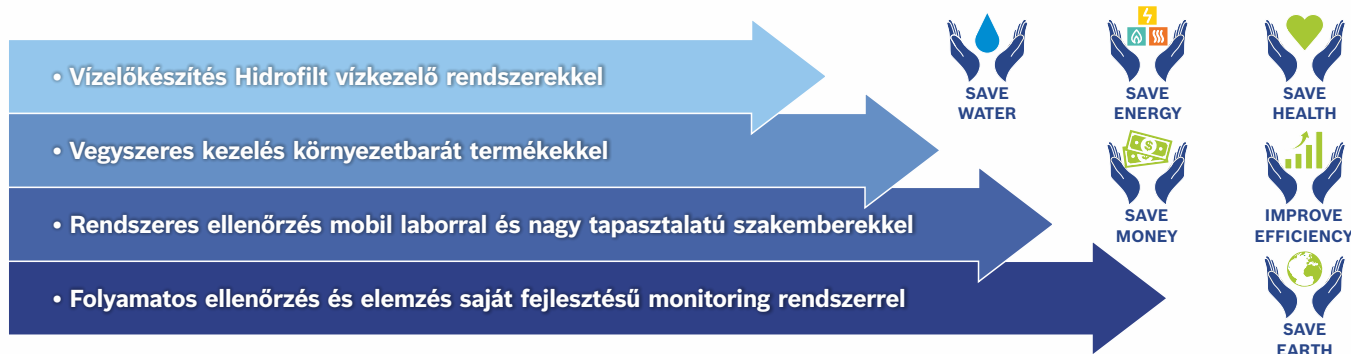 • Vízelőkészítés Hidrofilt vízkezelő rendszerekkel
• Vegyszeres kezelés környezetbarát termékekkel
• Rendszeres ellenőrzés mobil laborral és nagy tapasztalatú szakemberekkel
• Folyamatos ellenőrzés és elemzés saját fejlesztésű monitoring rendszerrel
SAVE
WATER
SAVE
ENERGY
SAVE
HEALTH
SAVE
MONEY
IMPROVE
EFFICIENCY
SAVE
EARTH